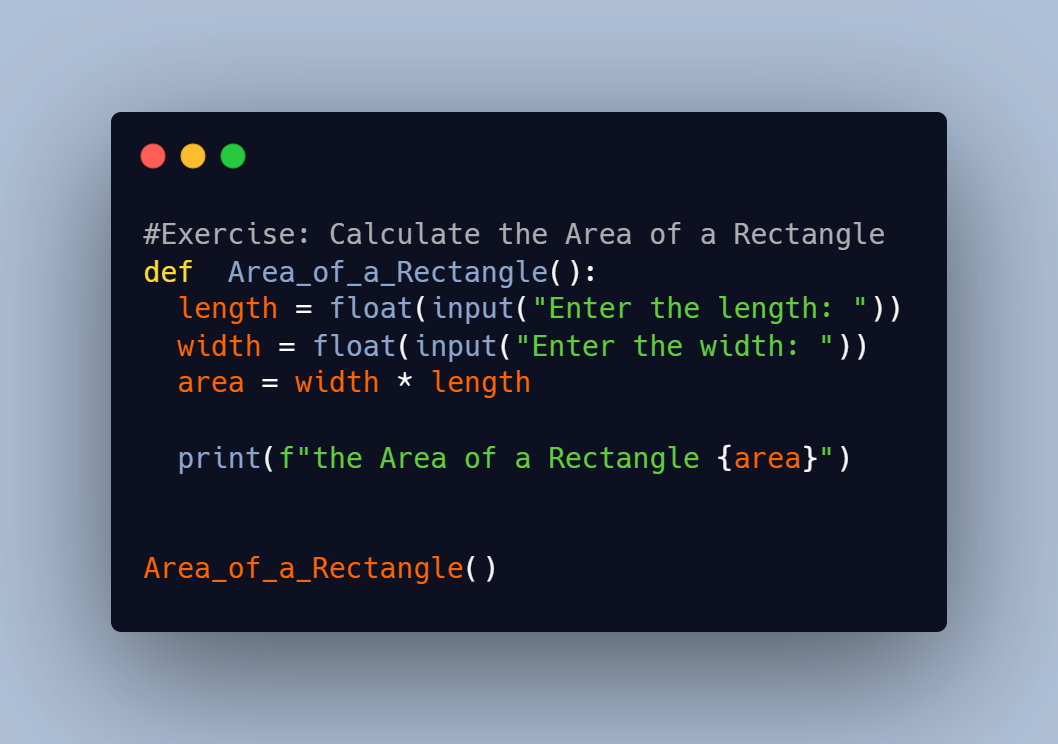 #Exercise: Calculate the Area of a Rectangle
def  Area_of_a_Rectangle():
  length = float(input("Enter the length: "))
  width = float(input("Enter the width: "))
  area = width * length

  print(f"the Area of a Rectangle {area}")


Area_of_a_Rectangle()